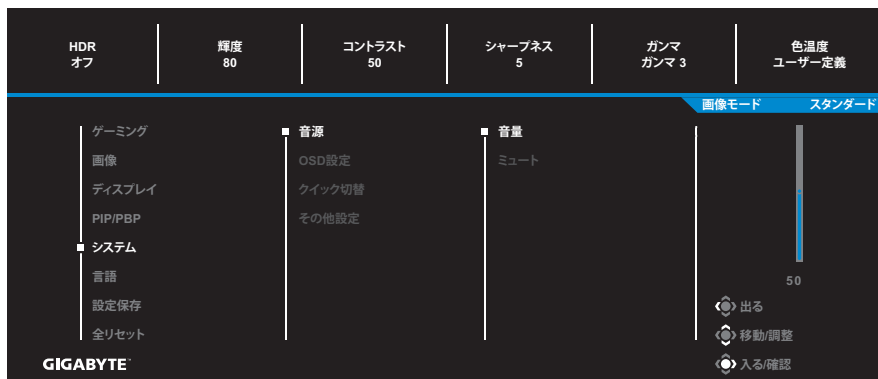 HDR
オフ
輝度
80
コントラスト
50
シャープネス
5
ガンマ
ガンマ 3
色温度
ユーザー定義
画像モード スタンダード
ゲーミング
画像
ディスプレイ
PIP/PBP
システム
言語
設定保存
全リセット
音源
OSD設定
クイック切替
その他設定
音量
ミュート
50
出る
移動/調整
入る/確認
GIGABYTE™